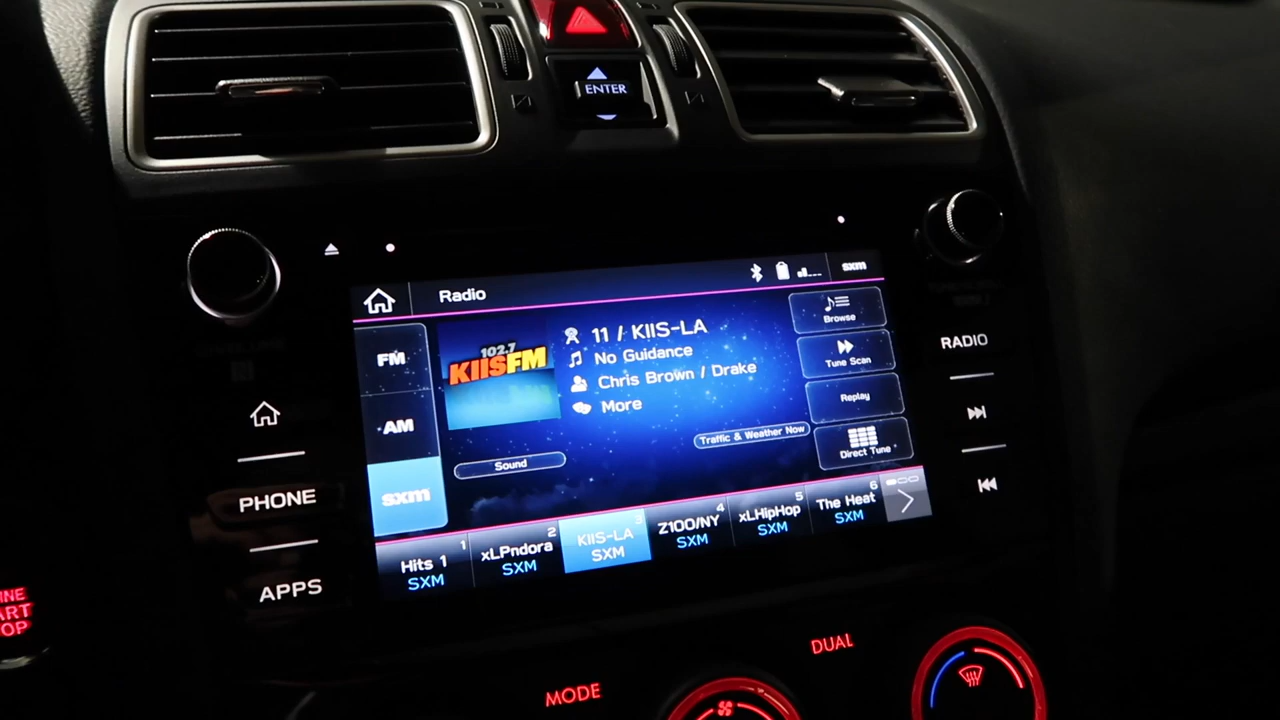 ENTER
Radio
sxm
FM
AM
sxm
102.7
KIISFM
11 / KIIS-LA
No Guidance
Chris Brown / Drake
More
Sound
Traffic & Weather Now
Browse
Tune Scan
Replay
Direct Tune
Hits 1
1
SXM
xLPndora
2
SXM
KIIS-LA
3
SXM
Z100/NY
4
SXM
xLHipHop
5
SXM
The Heat
6
SXM
PHONE
APPS
RADIO
DUAL
MODE